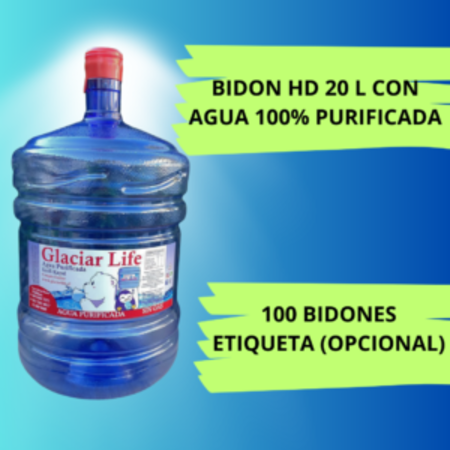 BIDON HD 20 L CON
AGUA 100% PURIFICADA
Glaciar Life
Agua Purificada
AGUA PURIFICADA
100 BIDONES
ETIQUETA (OPCIONAL)